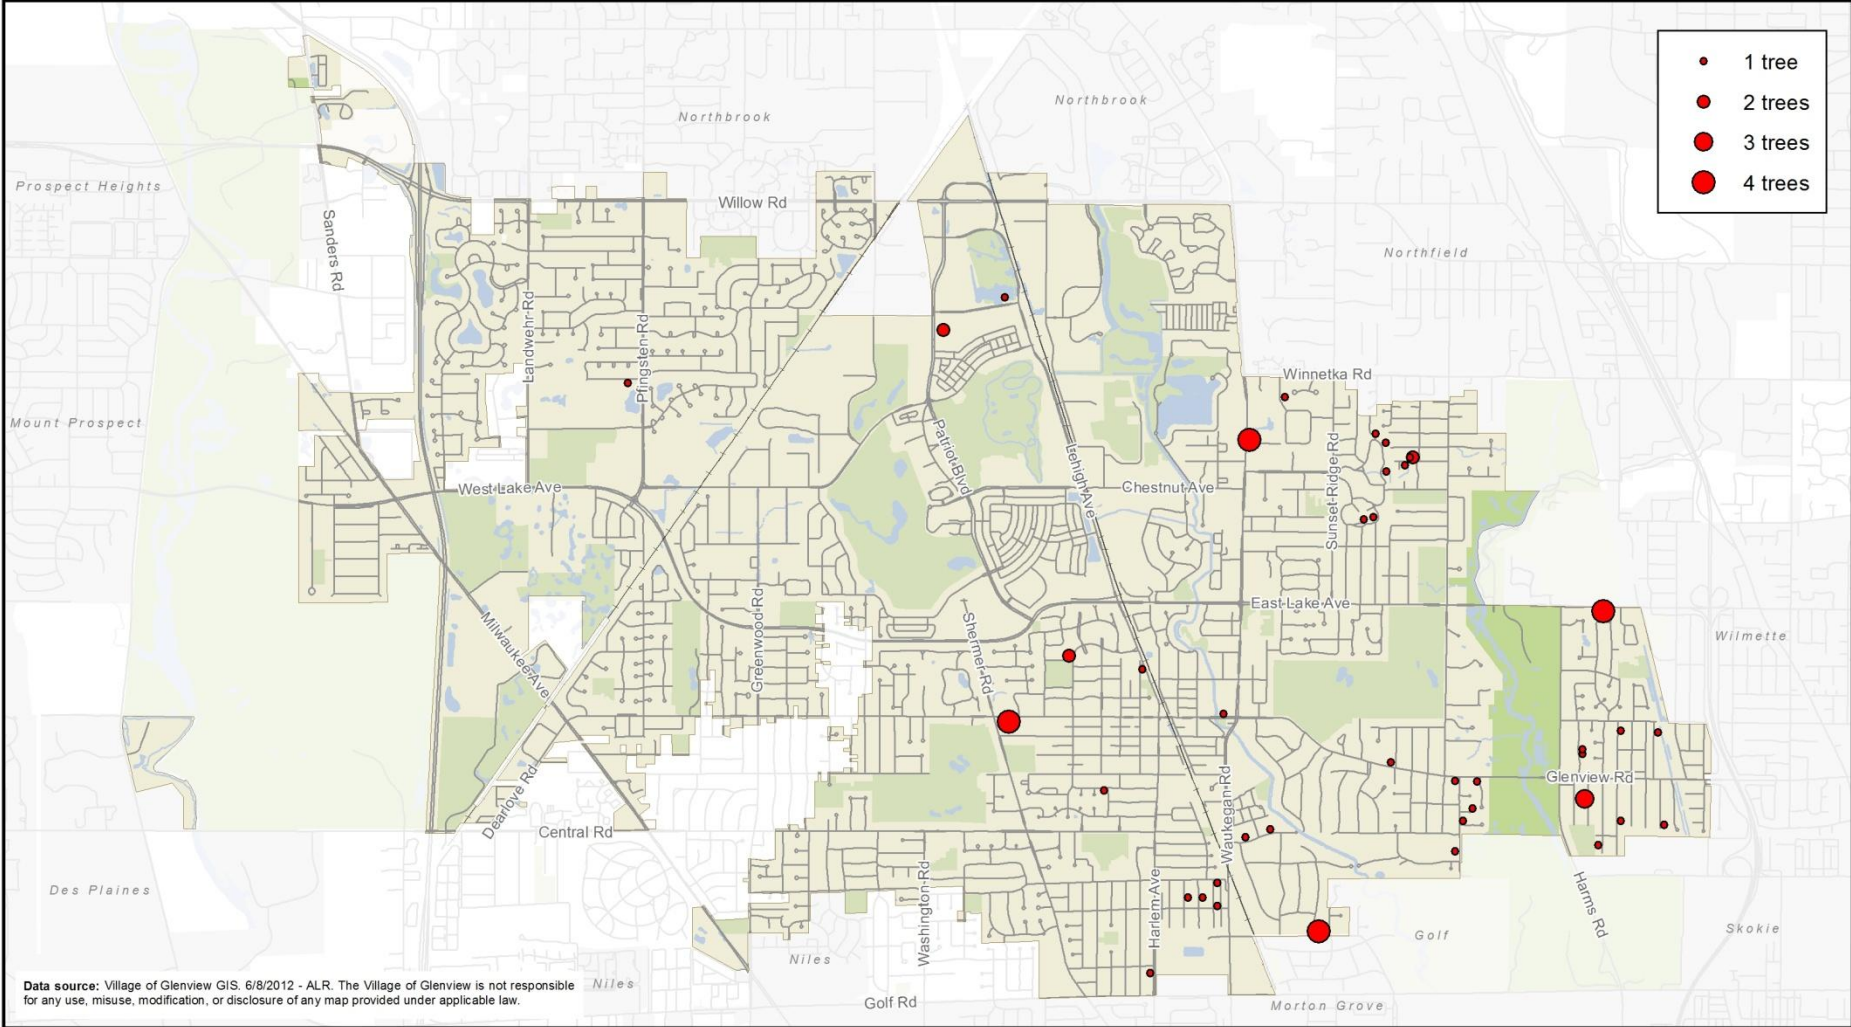 1 tree
2 trees
3 trees
4 trees
Northbrook
Northbrook
Prospect Heights
Willow Rd
Sanders Rd
Northfield
Landwehr Rd
Pfingsten Rd
Winnetka Rd
Mount Prospect
Patriot Blvd
Lehigh Ave
Sunset Ridge Rd
West Lake Ave
Chestnut Ave
East Lake Ave
Greenwood Rd
Shermer Rd
Wilmette
Milwaukee Ave
Glenview Rd
Dearlove Rd
Waukegan Rd
Central Rd
Des Plaines
Washington Rd
Harlem Ave
Harms Rd
Golf
Skokie
Niles
Niles
Data source: Village of Glenview GIS. 6/8/2012 - ALR. The Village of Glenview is not responsible
for any use, misuse, modification, or disclosure of any map provided under applicable law.
Golf Rd
Morton Grove